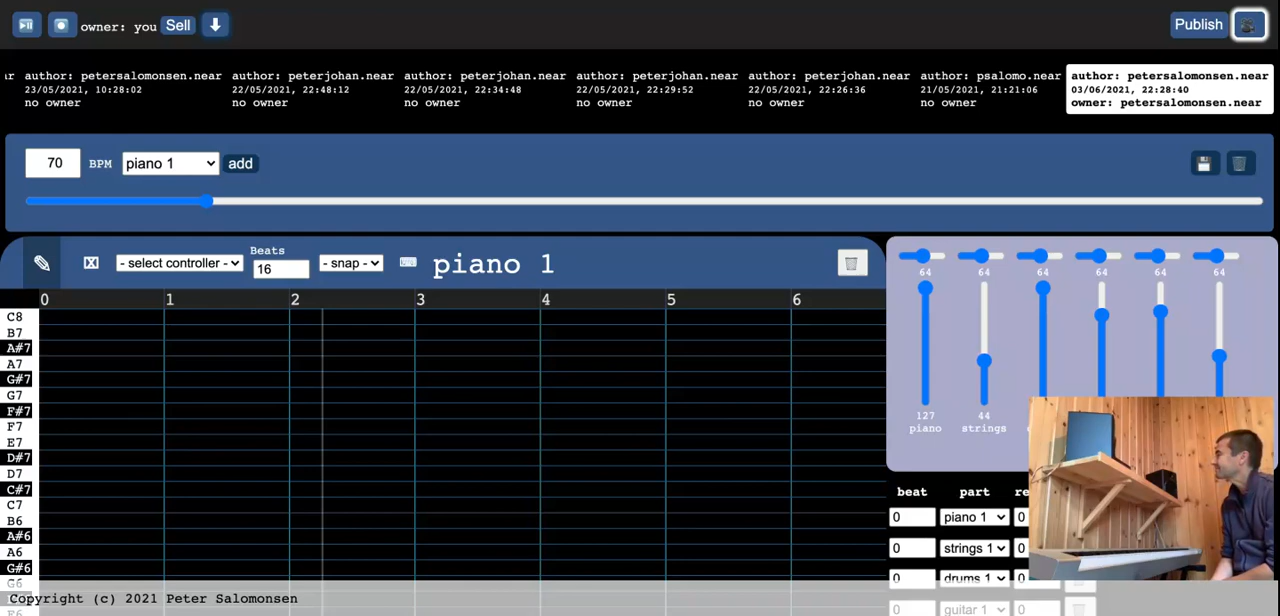 owner: you Sell Publish
author: petersalomonsen.near author: peterjohan.near author: peterjohan.near author: peterjohan.near author: peterjohan.near author: psalomo.near author: petersalomonsen.near
23/05/2021, 10:28:02 22/05/2021, 22:48:12 22/05/2021, 22:34:48 22/05/2021, 22:29:52 22/05/2021, 22:26:36 21/05/2021, 21:21:06 03/06/2021, 22:28:40
no owner no owner no owner no owner no owner no owner owner: petersalomonsen.near
70 BPM piano 1 add
- select controller - Beats 16 - snap - piano 1
0 1 2 3 4 5 6
C8
B7
A#7
A7
G#7
G7
F#7
F7
E7
D#7
D7
C#7
C7
B6
A#6
A6
G#6
G6
64 64 64 64 64 64
127 44
piano strings
beat part re
0 piano 1 0
0 strings 1 0
0 drums 1 0
0 guitar 1 0
Copyright (c) 2021 Peter Salomonsen